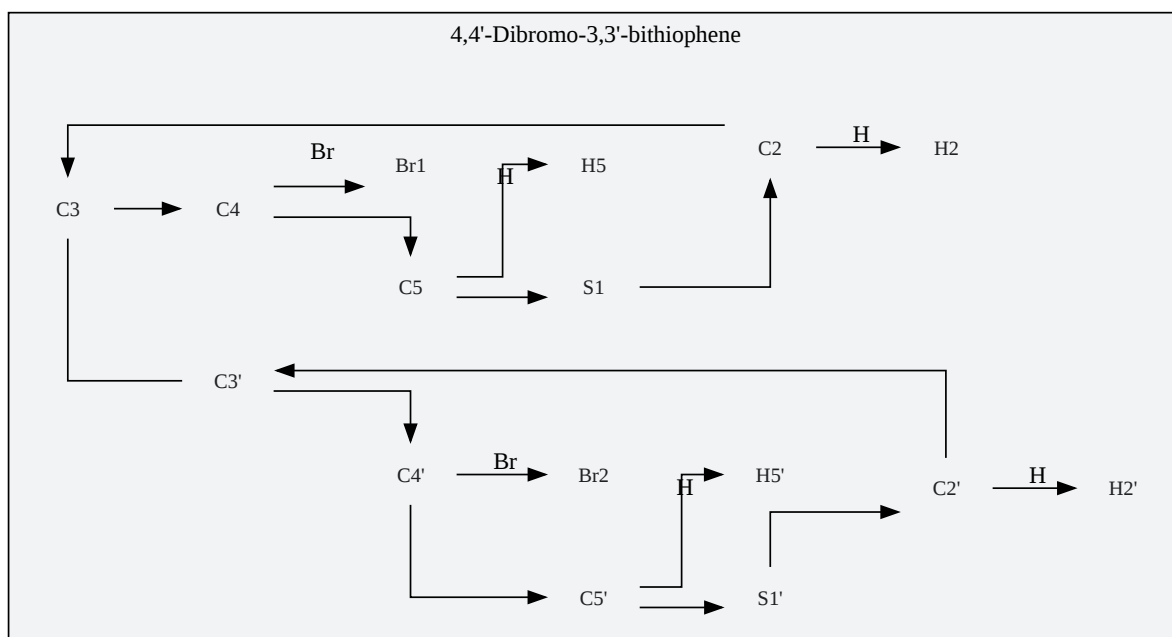 4,4'-Dibromo-3,3'-bithiophene
Br
H
C2
H2
Br1
H
H5
C3
C4
C5
S1
C3'
C4'
Br
Br2
H
H5'
C2'
H
H2'
C5'
S1'